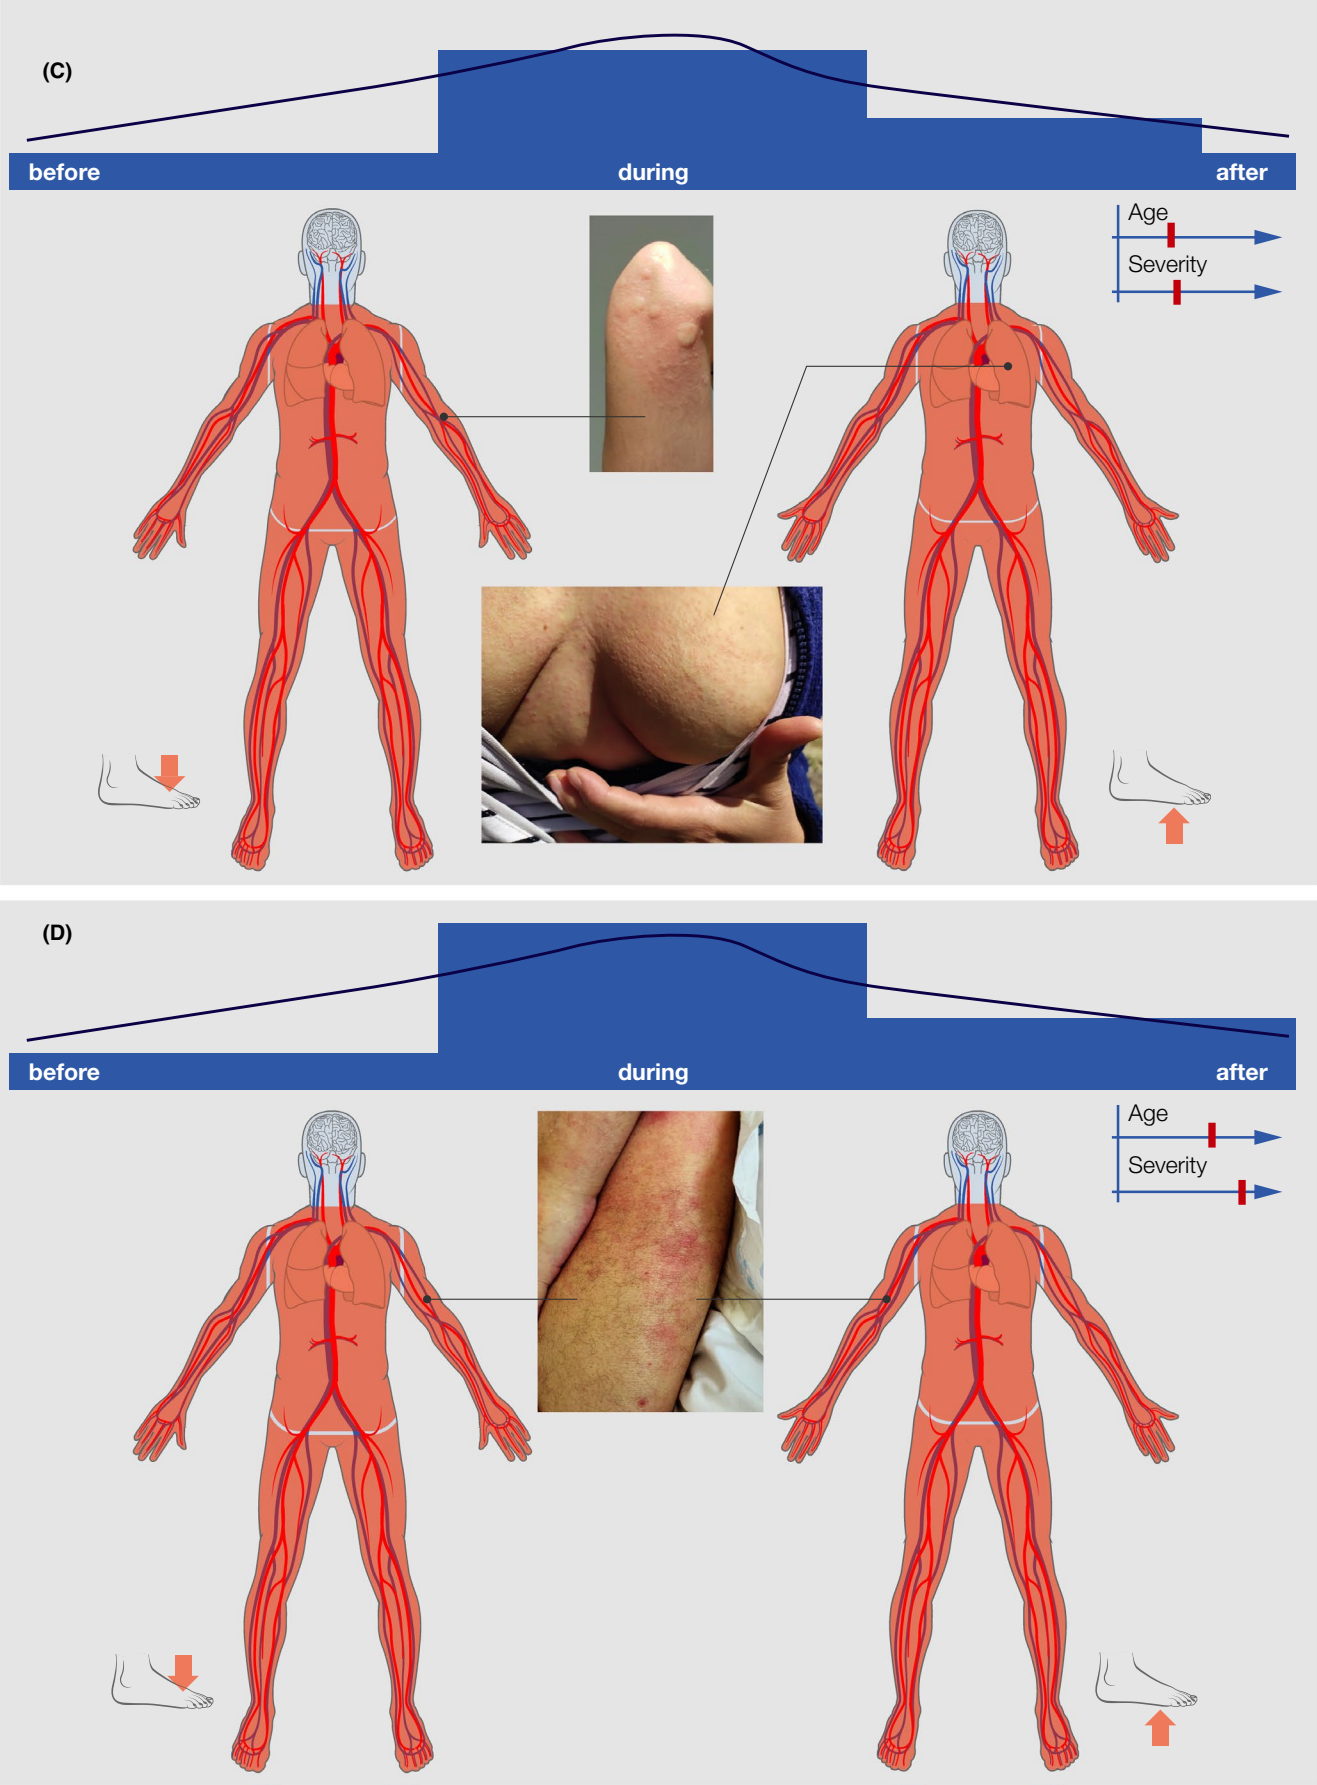 (C)
before during after
Age
Severity
(D)
before during after
Age
Severity